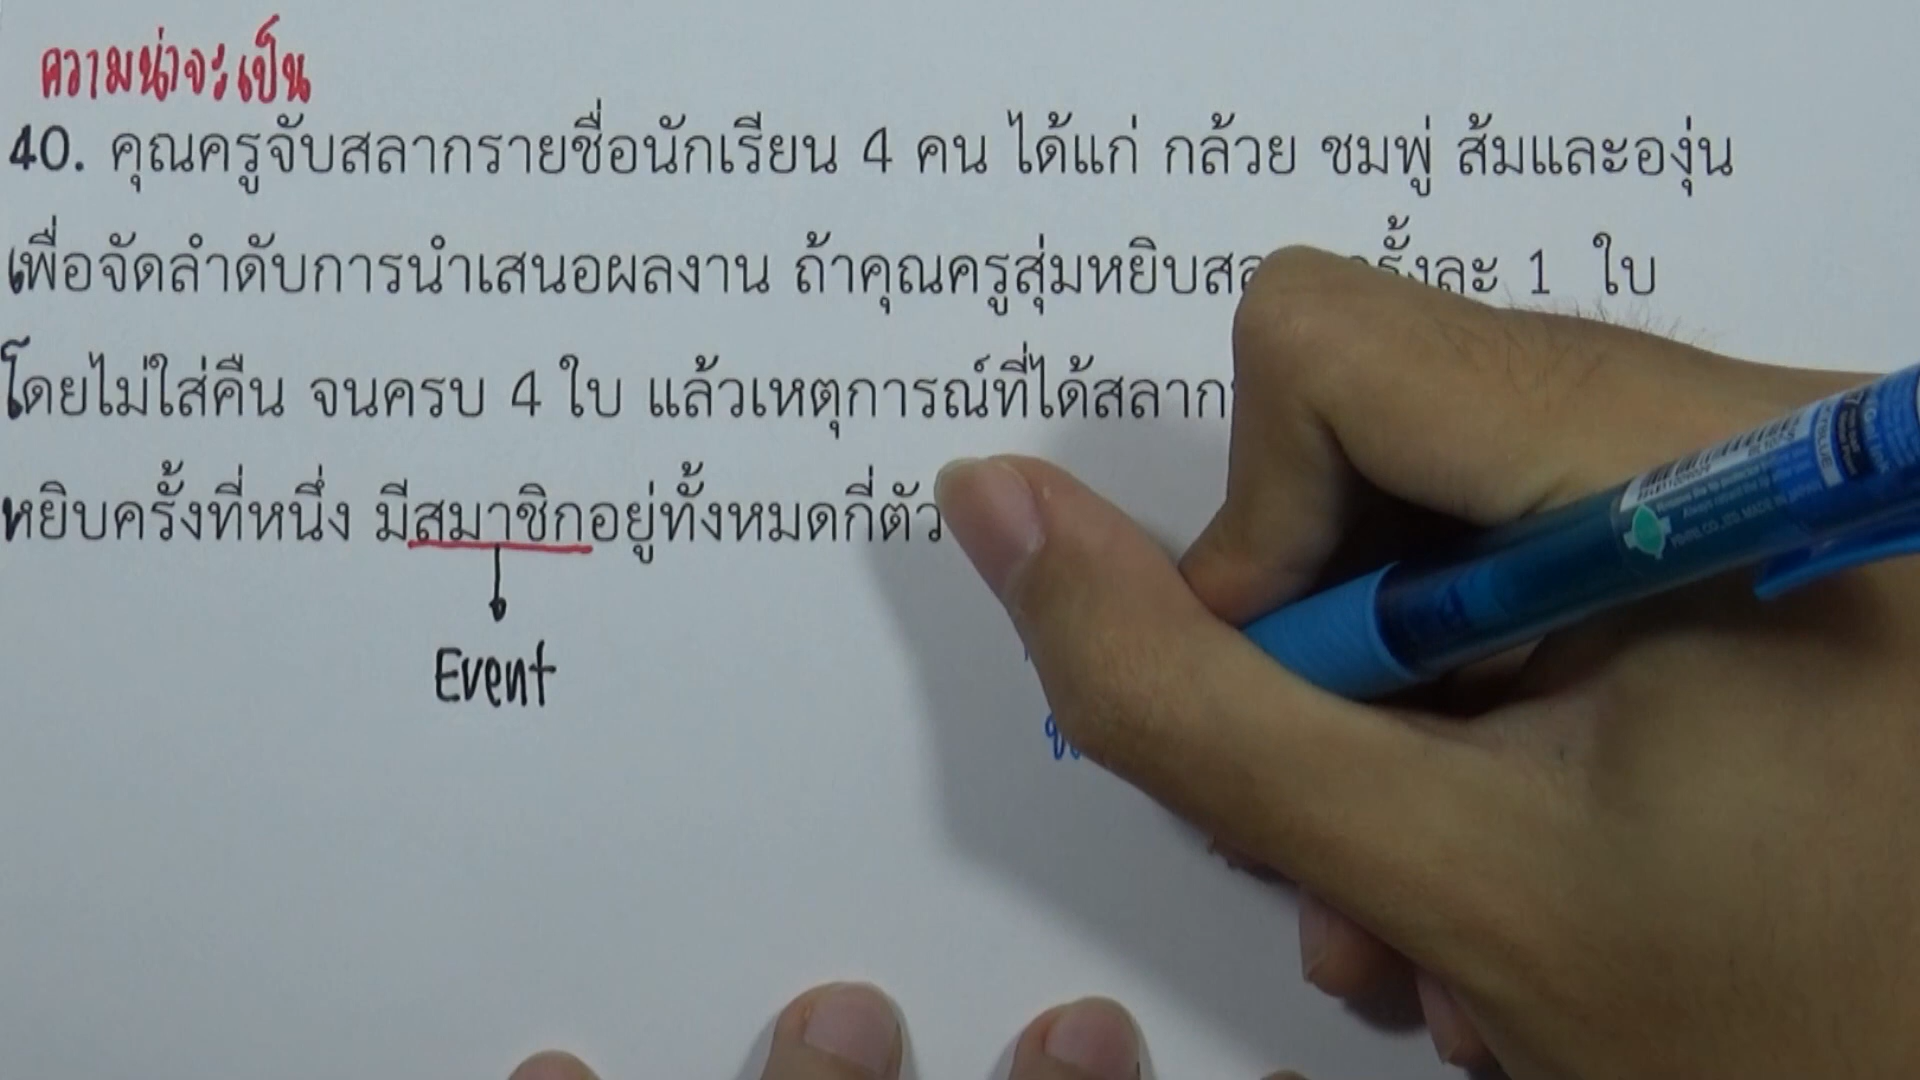 ความน่าจะเป็น
40. คุณครูจับสลากรายชื่อนักเรียน 4 คน ได้แก่ กล้วย ชมพู่ ส้มและองุ่น
เพื่อจัดลำดับการนำเสนอผลงาน ถ้าคุณครูสุ่มหยิบ ครั้งละ 1 ใบ
โดยไม่ใส่คืน จนครบ 4 ใบ แล้วเหตุการณ์ที่ได้สลาก
หยิบครั้งที่หนึ่ง มีสมาชิกอยู่ทั้งหมดกี่ตัว
Event